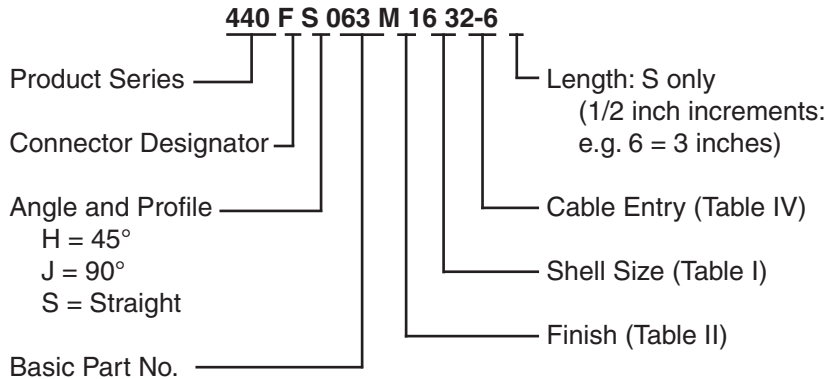 440 F S 063 M 16 32-6
Product Series
Connector Designator
Angle and Profile
H = 45°
J = 90°
S = Straight
Basic Part No.
Length: S only
(1/2 inch increments:
e.g. 6 = 3 inches)
Cable Entry (Table IV)
Shell Size (Table I)
Finish (Table II)